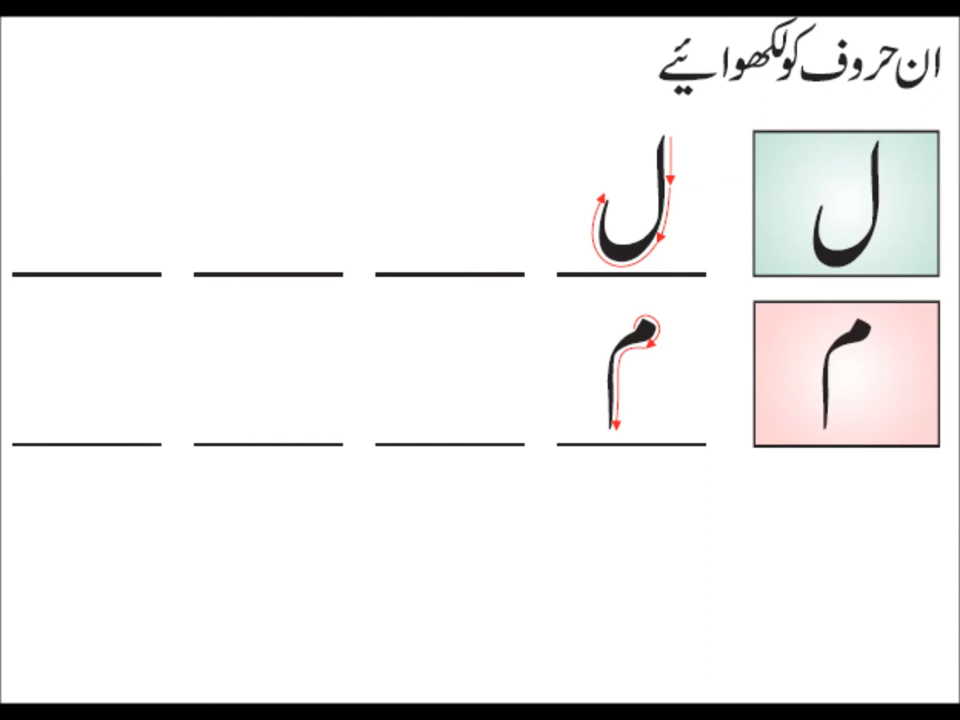 ان حروف کو لکھوائیے
ل ل
م م